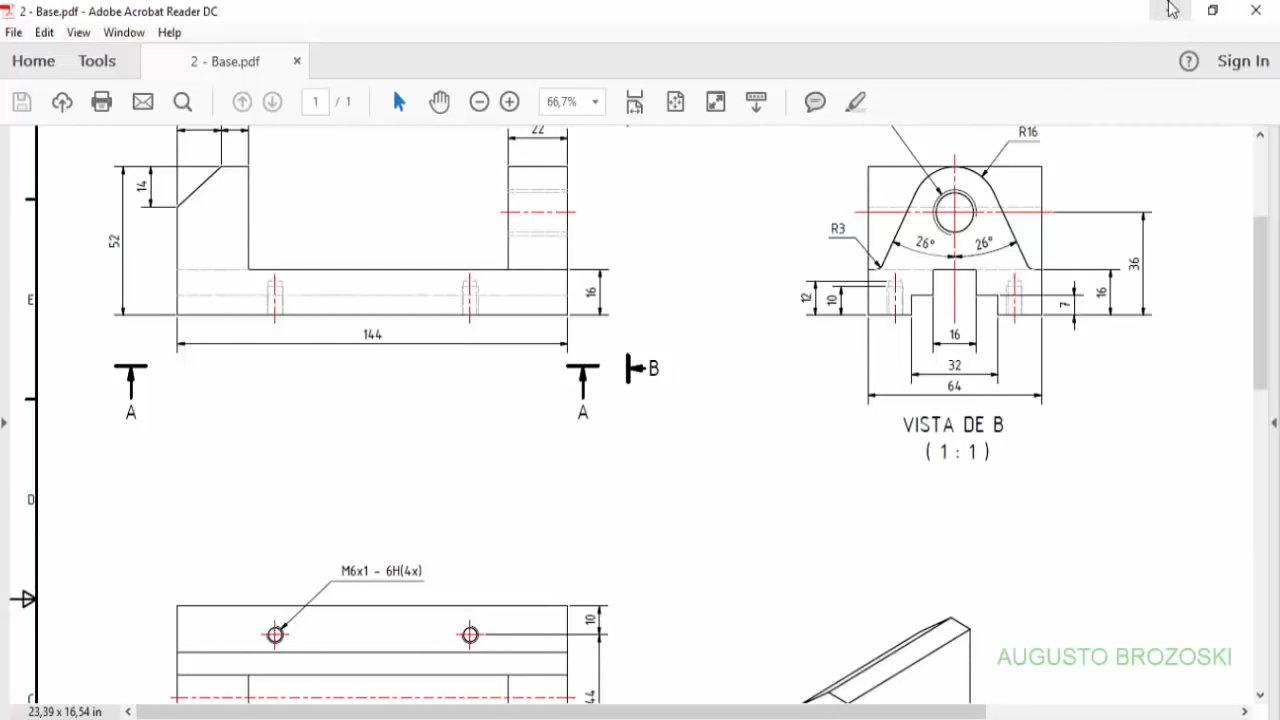 2 - Base.pdf - Adobe Acrobat Reader DC
File Edit View Window Help
Home Tools 2 - Base.pdf × ? Sign In
1 / 1 66,7%
22
R16
14
52
R3
26° 26°
36
16
12
10
7
16
144
16
32
64
B
A A
VISTA DE B
( 1 : 1 )
E
D
M6x1 - 6H(4x)
10
44
AUGUSTO BROZOSKI
23,39 x 16,54 in